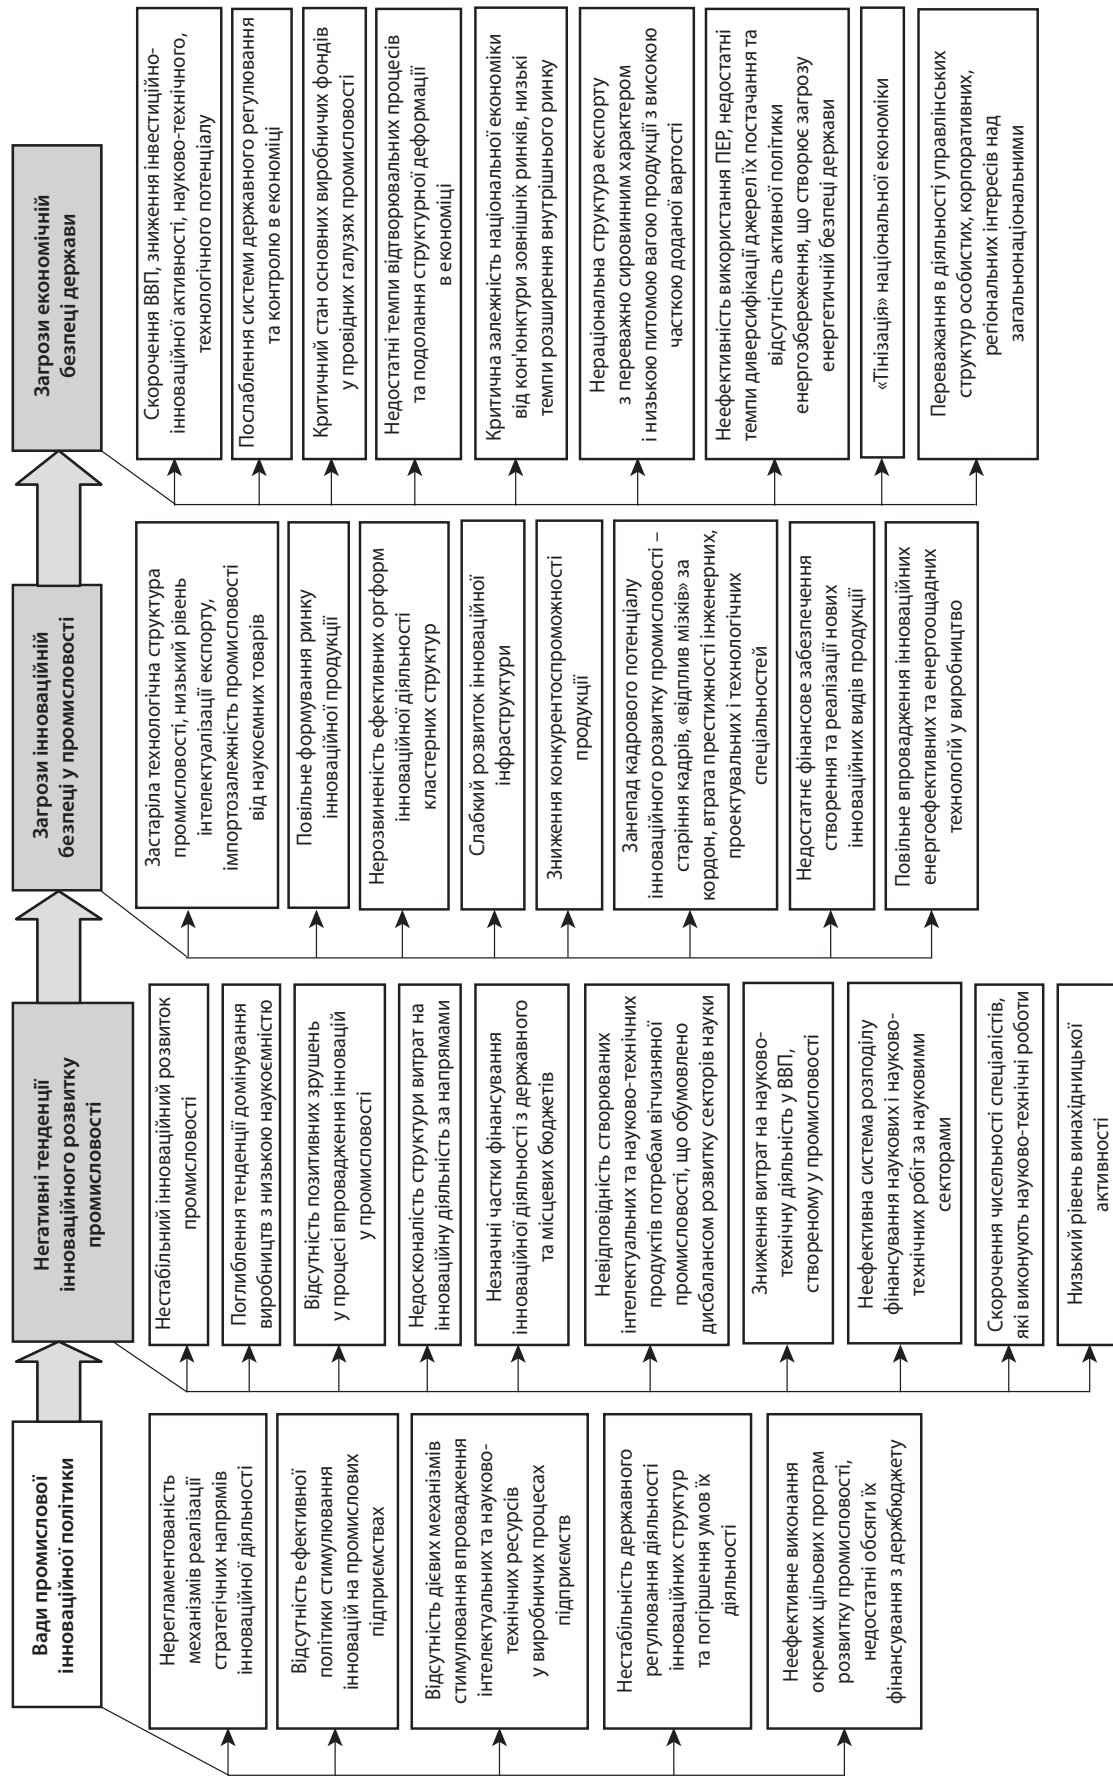 Вади промислової
інноваційної політики
Нерегламентованість
механізмів реалізації
стратегічних напрямів
інноваційної діяльності
Відсутність ефективної
політики стимулювання
інновацій на промислових
підприємствах
Відсутність дієвих механізмів
стимулювання впровадження
інтелектуальних та науково-
технічних ресурсів
у виробничих процесах
підприємств
Нестабільність державного
регулювання діяльності
інноваційних структур
та погіршення умов їх
діяльності
Неефективне виконання
окремих цільових програм
розвитку промисловості,
недостатні обсяги їх
фінансування з держбюджету
Негативні тенденції
інноваційного розвитку
промисловості
Нестабільний інноваційний розвиток
промисловості
Поглиблення тенденції домінування
виробництв з низькою наукоємністю
Відсутність позитивних зрушень
у процесі впровадження інновацій
у промисловості
Недосконалість структури витрат на
інноваційну діяльність за напрямами
Незначні частки фінансування
інноваційної діяльності з державного
та місцевих бюджетів
Невідповідність створюваних
інтелектуальних та науково-технічних
продуктів потребам вітчизняної
промисловості, що обумовлено
дисбалансом розвитку секторів науки
Зниження витрат на науково-
технічну діяльність у ВВП,
створеному у промисловості
Неефективна система розподілу
фінансування наукових і науково-
технічних робіт за науковими
секторами
Скорочення чисельності спеціалістів,
які виконують науково-технічні роботи
Низький рівень винахідницької
активності
Загрози інноваційній
безпеці у промисловості
Застаріла технологічна структура
промисловості, низький рівень
інтелектуалізації експорту,
імпортозалежність промисловості
від наукоємних товарів
Повільне формування ринку
інноваційної продукції
Нерозвиненість ефективних оргформ
інноваційної діяльності
кластерних структур
Слабкий розвиток інноваційної
інфраструктури
Зниження конкурентоспроможності
продукції
Занепад кадрового потенціалу
інноваційного розвитку промисловості –
старіння кадрів, «відплив мізків» за
кордон, втрата престижності інженерних,
проектувальних і технологічних
спеціальностей
Недостатнє фінансове забезпечення
створення та реалізації нових
інноваційних видів продукції
Повільне впровадження інноваційних
енергоефективних та енергоощадних
технологій у виробництво
Загрози економічній
безпеці держави
Скорочення ВВП, зниження інвестиційно-
інноваційної активності, науково-технічного,
технологічного потенціалу
Послаблення системи державного регулювання
та контролю в економіці
Критичний стан основних виробничих фондів
у провідних галузях промисловості
Недостатні темпи відтворювальних процесів
та подолання структурної деформації
в економіці
Критична залежність національної економіки
від кон'юнктури зовнішніх ринків, низькі
темпи розширення внутрішнього ринку
Нераціональна структура експорту
з переважно сировинним характером
і низькою питомою вагою продукції з високою
часткою доданої вартості
Неефективність використання ПЕР, недостатні
темпи диверсифікації джерел їх постачання та
відсутність активної політики
енергозбереження, що створює загрозу
енергетичній безпеці держави
«Тінізація» національної економіки
Переважання в діяльності управлінських
структур особистих, корпоративних,
регіональних інтересів над
загальнонаціональними